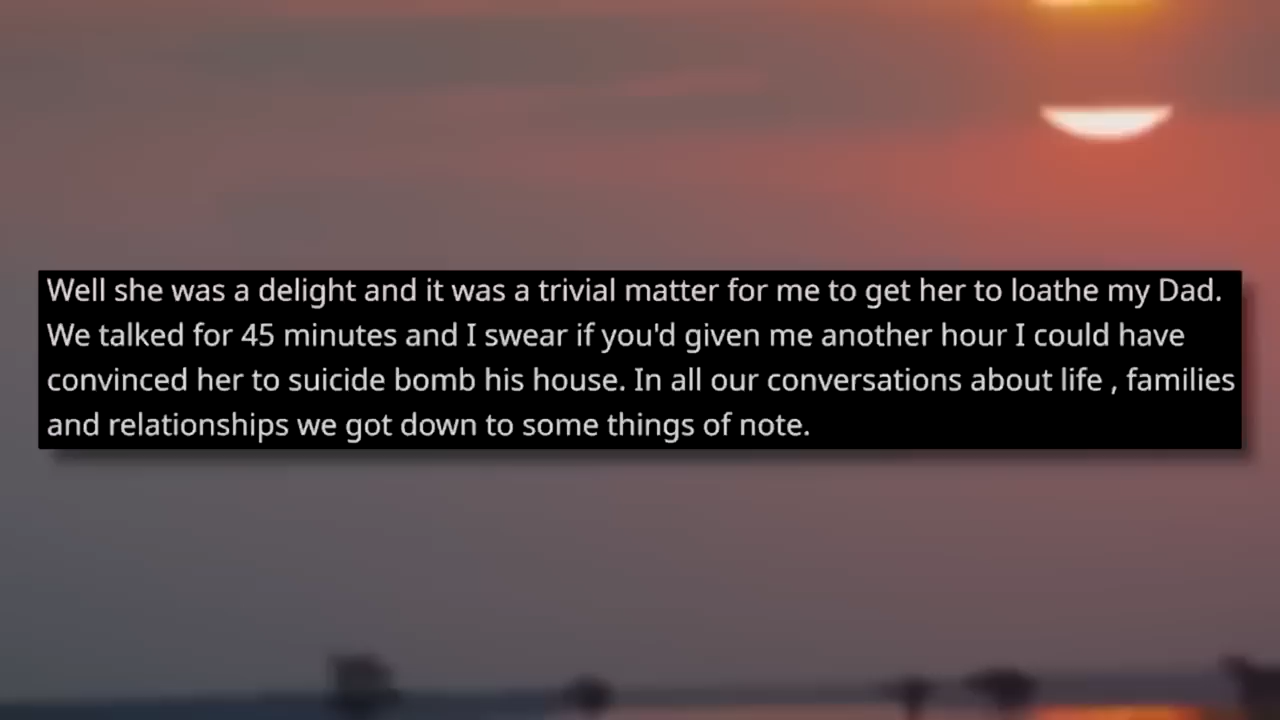 Well she was a delight and it was a trivial matter for me to get her to loathe my Dad.
We talked for 45 minutes and I swear if you'd given me another hour I could have
convinced her to suicide bomb his house. In all our conversations about life , families
and relationships we got down to some things of note.